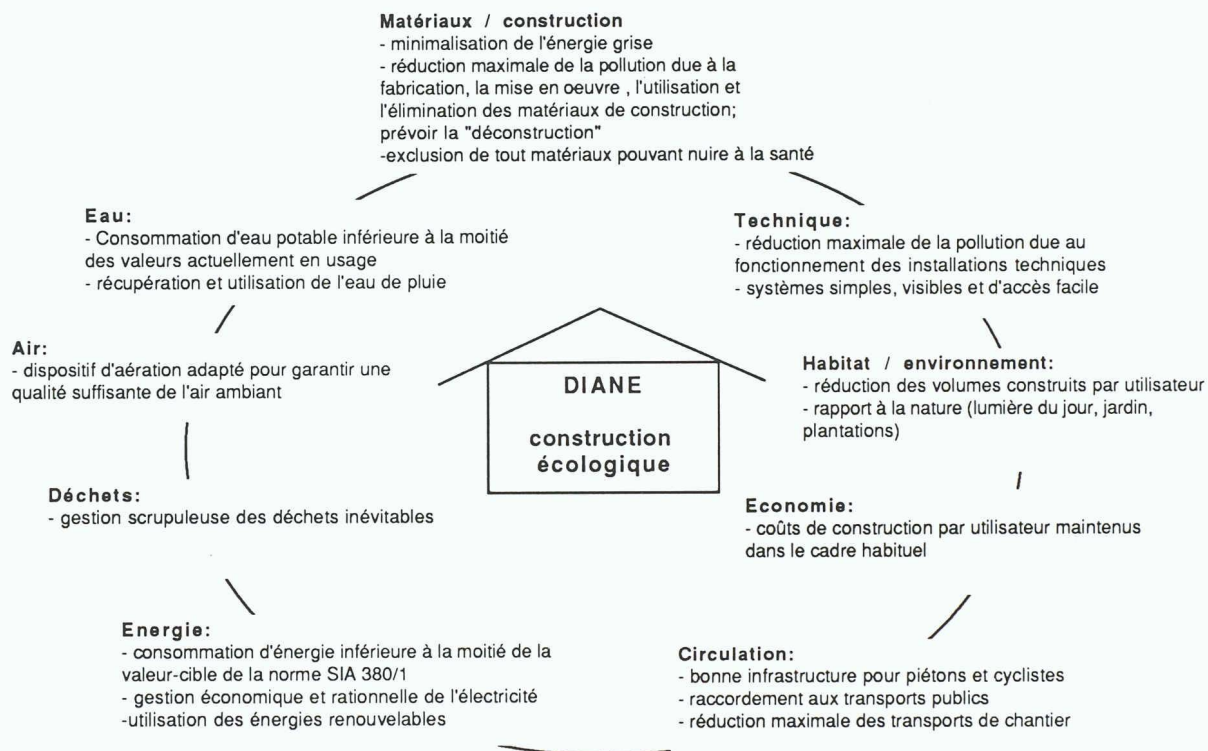 Matériaux / construction
- minimalisation de l'énergie grise
- réduction maximale de la pollution due à la
fabrication, la mise en oeuvre , l'utilisation et
l'élimination des matériaux de construction;
prévoir la "déconstruction"
-exclusion de tout matériaux pouvant nuire à la santé
Eau:
- Consommation d'eau potable inférieure à la moitié
des valeurs actuellement en usage
- récupération et utilisation de l'eau de pluie
Technique:
- réduction maximale de la pollution due au
fonctionnement des installations techniques
- systèmes simples, visibles et d'accès facile
Air:
- dispositif d'aération adapté pour garantir une
qualité suffisante de l'air ambiant
DIANE
construction
écologique
Habitat / environnement:
- réduction des volumes construits par utilisateur
- rapport à la nature (lumière du jour, jardin,
plantations)
Déchets:
- gestion scrupuleuse des déchets inévitables
Economie:
- coûts de construction par utilisateur maintenus
dans le cadre habituel
Energie:
- consommation d'énergie inférieure à la moitié de la
valeur-cible de la norme SIA 380/1
- gestion économique et rationnelle de l'électricité
-utilisation des énergies renouvelables
Circulation:
- bonne infrastructure pour piétons et cyclistes
- raccordement aux transports publics
- réduction maximale des transports de chantier